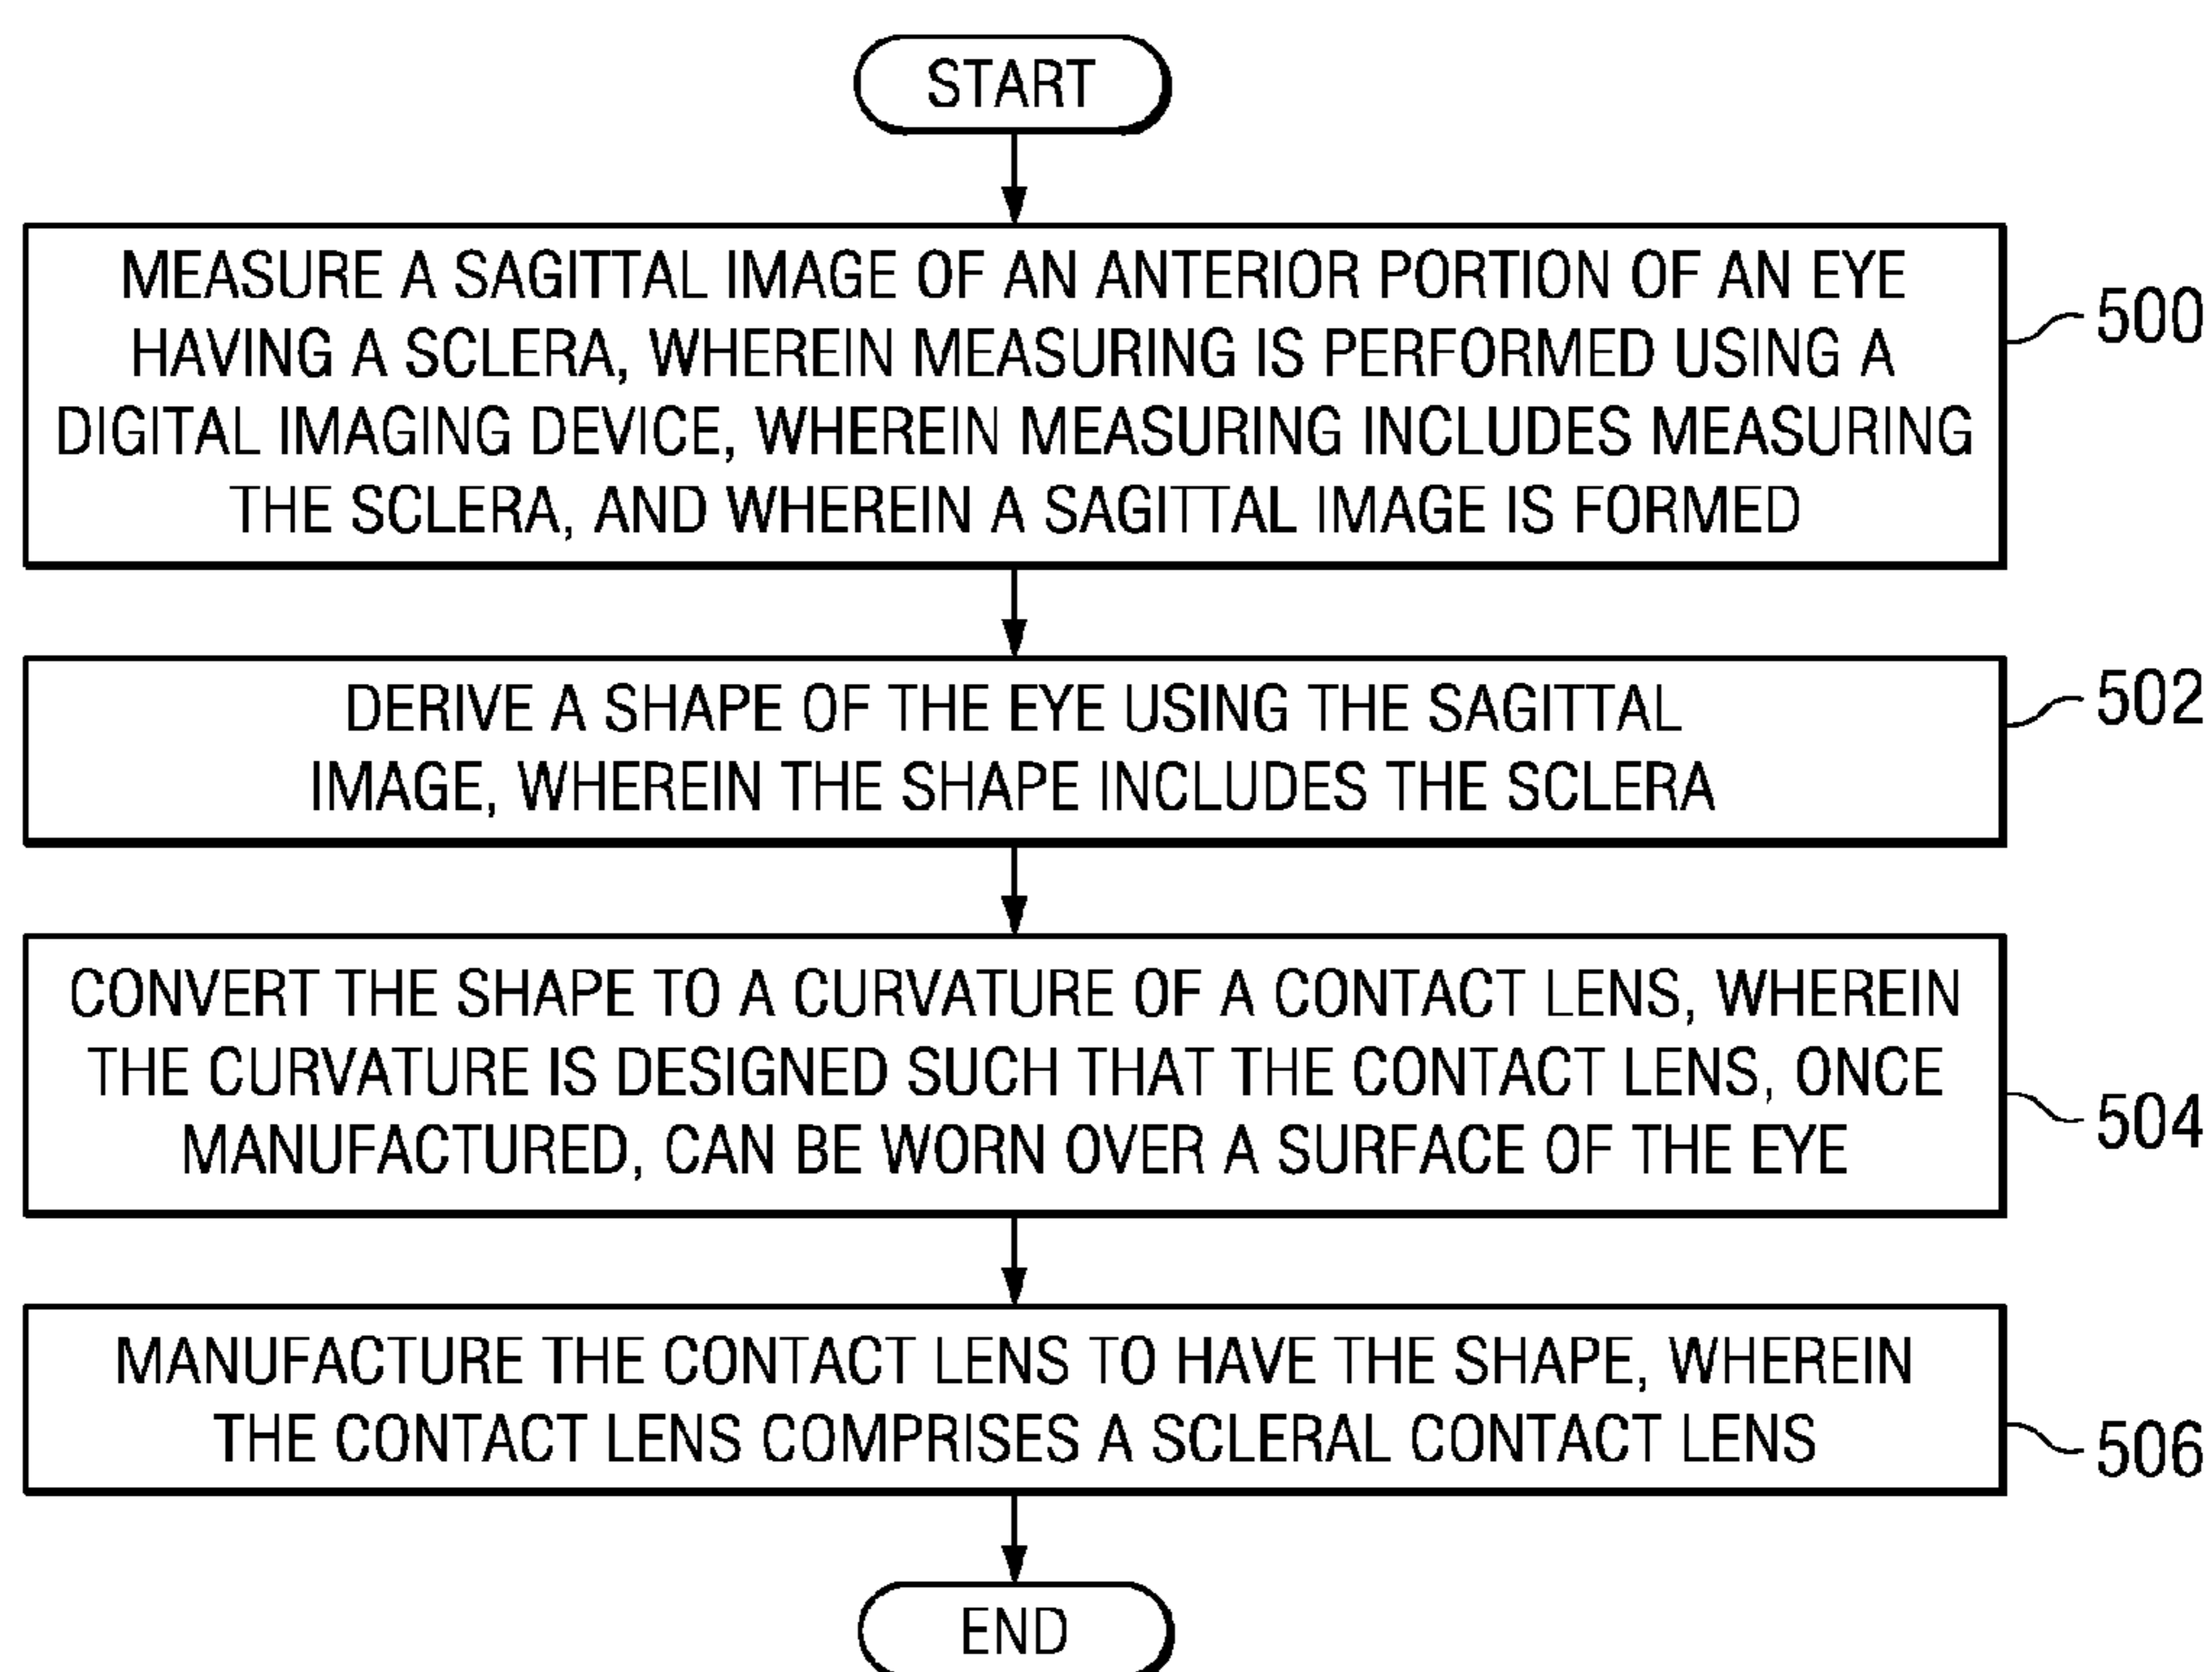 START
MEASURE A SAGITTAL IMAGE OF AN ANTERIOR PORTION OF AN EYE
HAVING A SCLERA, WHEREIN MEASURING IS PERFORMED USING A
DIGITAL IMAGING DEVICE, WHEREIN MEASURING INCLUDES MEASURING
THE SCLERA, AND WHEREIN A SAGITTAL IMAGE IS FORMED
500
DERIVE A SHAPE OF THE EYE USING THE SAGITTAL
IMAGE, WHEREIN THE SHAPE INCLUDES THE SCLERA
502
CONVERT THE SHAPE TO A CURVATURE OF A CONTACT LENS, WHEREIN
THE CURVATURE IS DESIGNED SUCH THAT THE CONTACT LENS, ONCE
MANUFACTURED, CAN BE WORN OVER A SURFACE OF THE EYE
504
MANUFACTURE THE CONTACT LENS TO HAVE THE SHAPE, WHEREIN
THE CONTACT LENS COMPRISES A SCLERAL CONTACT LENS
506
END